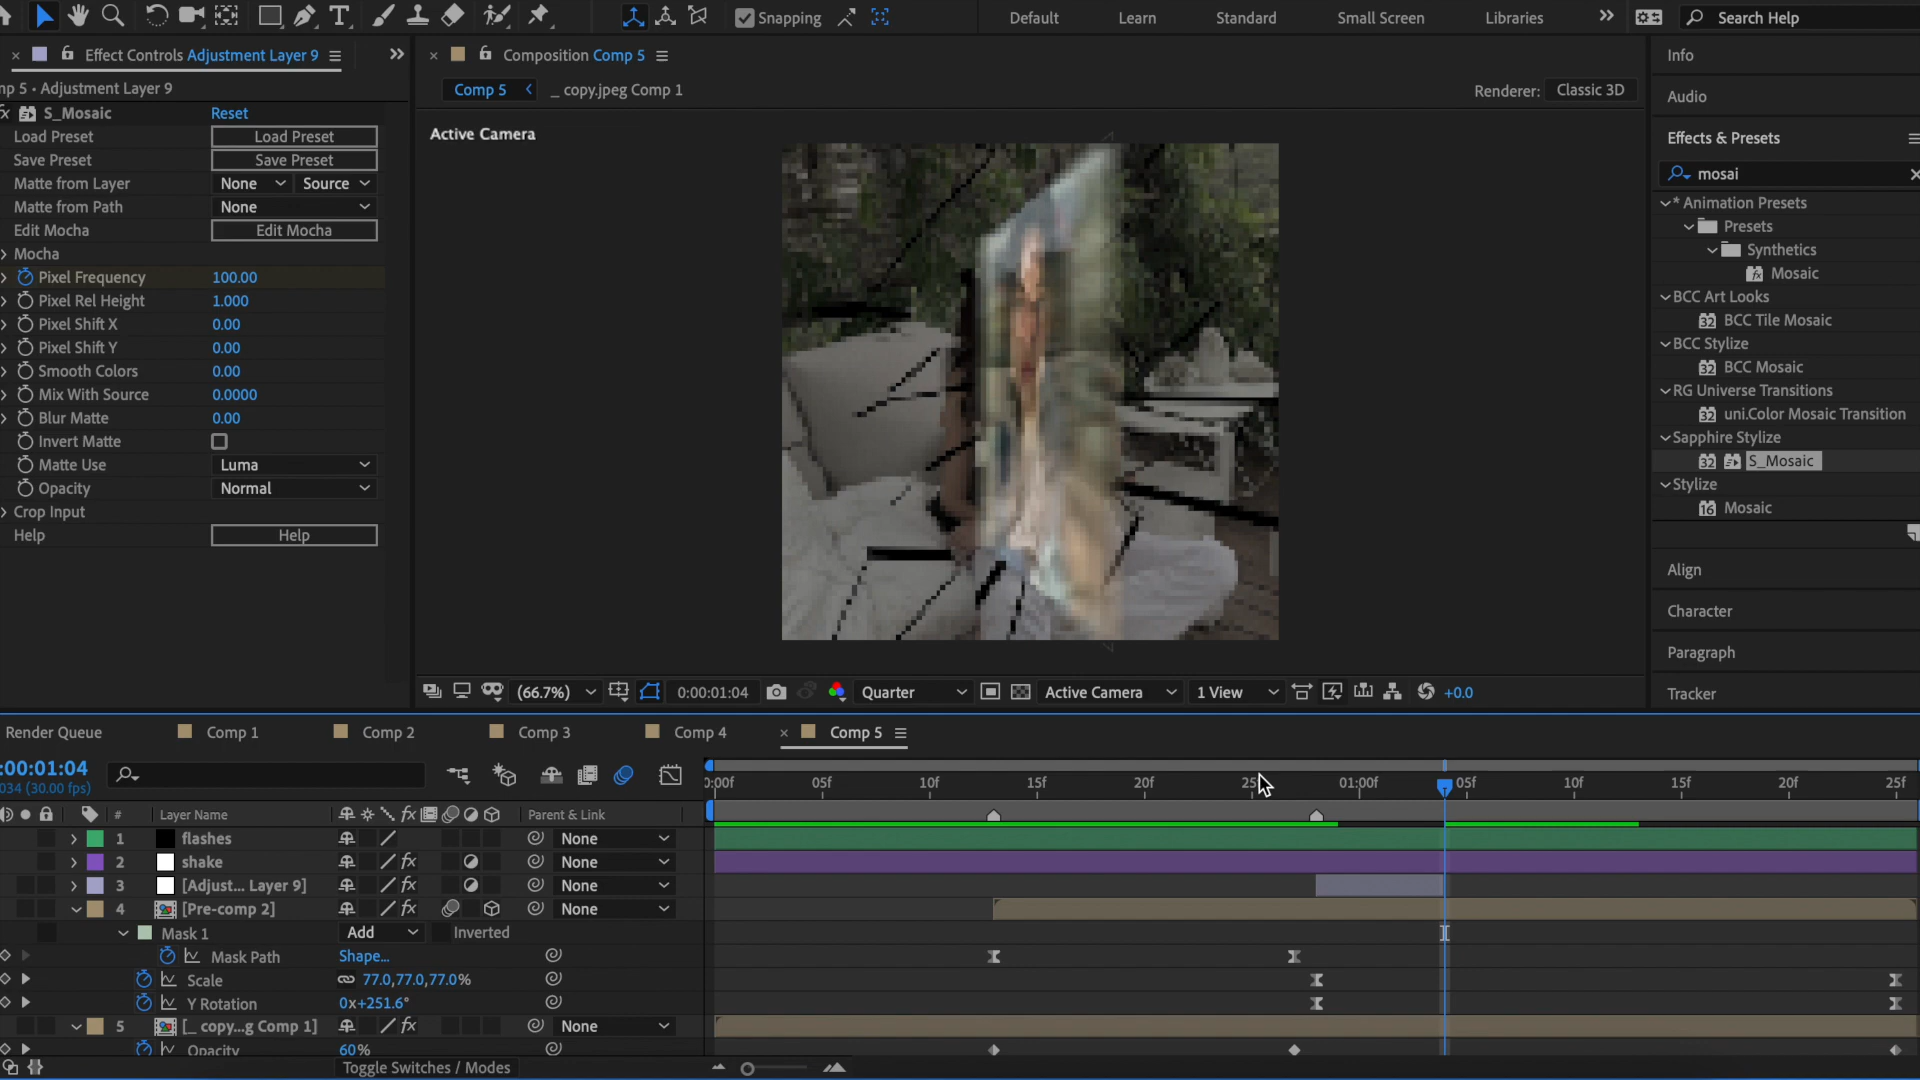 Snapping
Default
Learn
Standard
Small Screen
Libraries
Search Help
Effect Controls Adjustment Layer 9
Composition Comp 5
Info
np 5 • Adjustment Layer 9
Comp 5
_ copy.jpeg Comp 1
Renderer: Classic 3D
Audio
fx S_Mosaic Reset
Active Camera
Effects & Presets
Load Preset Load Preset
Save Preset Save Preset
mosai
Matte from Layer None Source
Matte from Path None
* Animation Presets
Edit Mocha Edit Mocha
Presets
Mocha
Synthetics
Pixel Frequency 100.00
Mosaic
Pixel Rel Height 1.000
BCC Art Looks
Pixel Shift X 0.00
32 BCC Tile Mosaic
Pixel Shift Y 0.00
BCC Stylize
Smooth Colors 0.00
32 BCC Mosaic
Mix With Source 0.0000
RG Universe Transitions
Blur Matte 0.00
32 uni.Color Mosaic Transition
Invert Matte
Sapphire Stylize
Matte Use Luma
32 S_Mosaic
Opacity Normal
Stylize
Crop Input
16 Mosaic
Help Help
Align
Character
Paragraph
Tracker
(66.7%)
0:00:01:04
Quarter
Active Camera
1 View
+0.0
Render Queue
Comp 1
Comp 2
Comp 3
Comp 4
Comp 5
:00:01:04
034 (30.00 fps)
0:00f 05f 10f 15f 20f 25 01:00f 05f 10f 15f 20f 25f
# Layer Name fx Parent & Link
1 flashes None
2 shake fx None
3 [Adjust... Layer 9] None
4 [Pre-comp 2] fx None
Mask 1 Add Inverted
Mask Path Shape...
Scale 77.0,77.0,77.0%
Y Rotation 0x+251.6°
5 [_ copy...g Comp 1] fx None
Opacity 60%
Toggle Switches / Modes